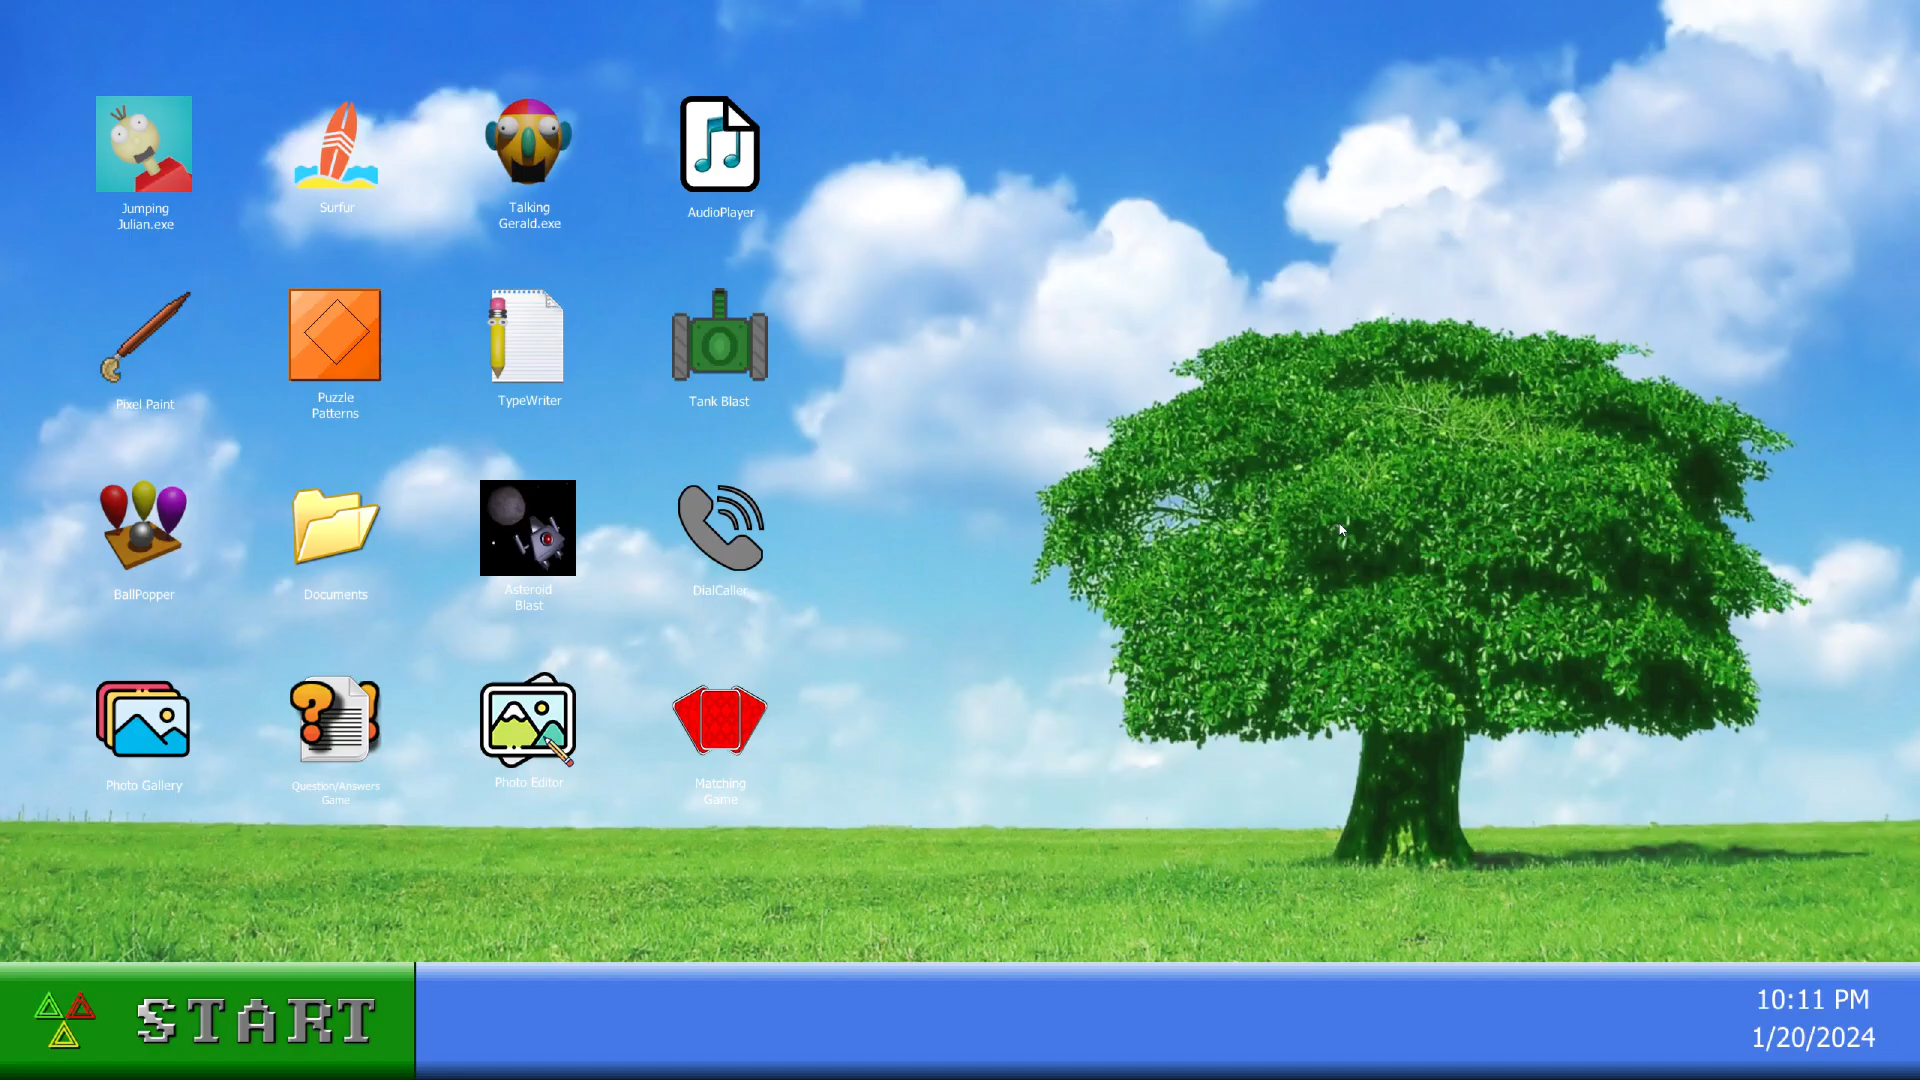 Jumping
Julian.exe
Surfur
Talking
Gerald.exe
AudioPlayer
Pixel Paint
Puzzle
Patterns
TypeWriter
Tank Blast
BallPopper
Documents
Asteroid
Blast
DialCaller
Photo Gallery
Question/Answers
Game
Photo Editor
Matching
Game
START
10:11 PM
1/20/2024